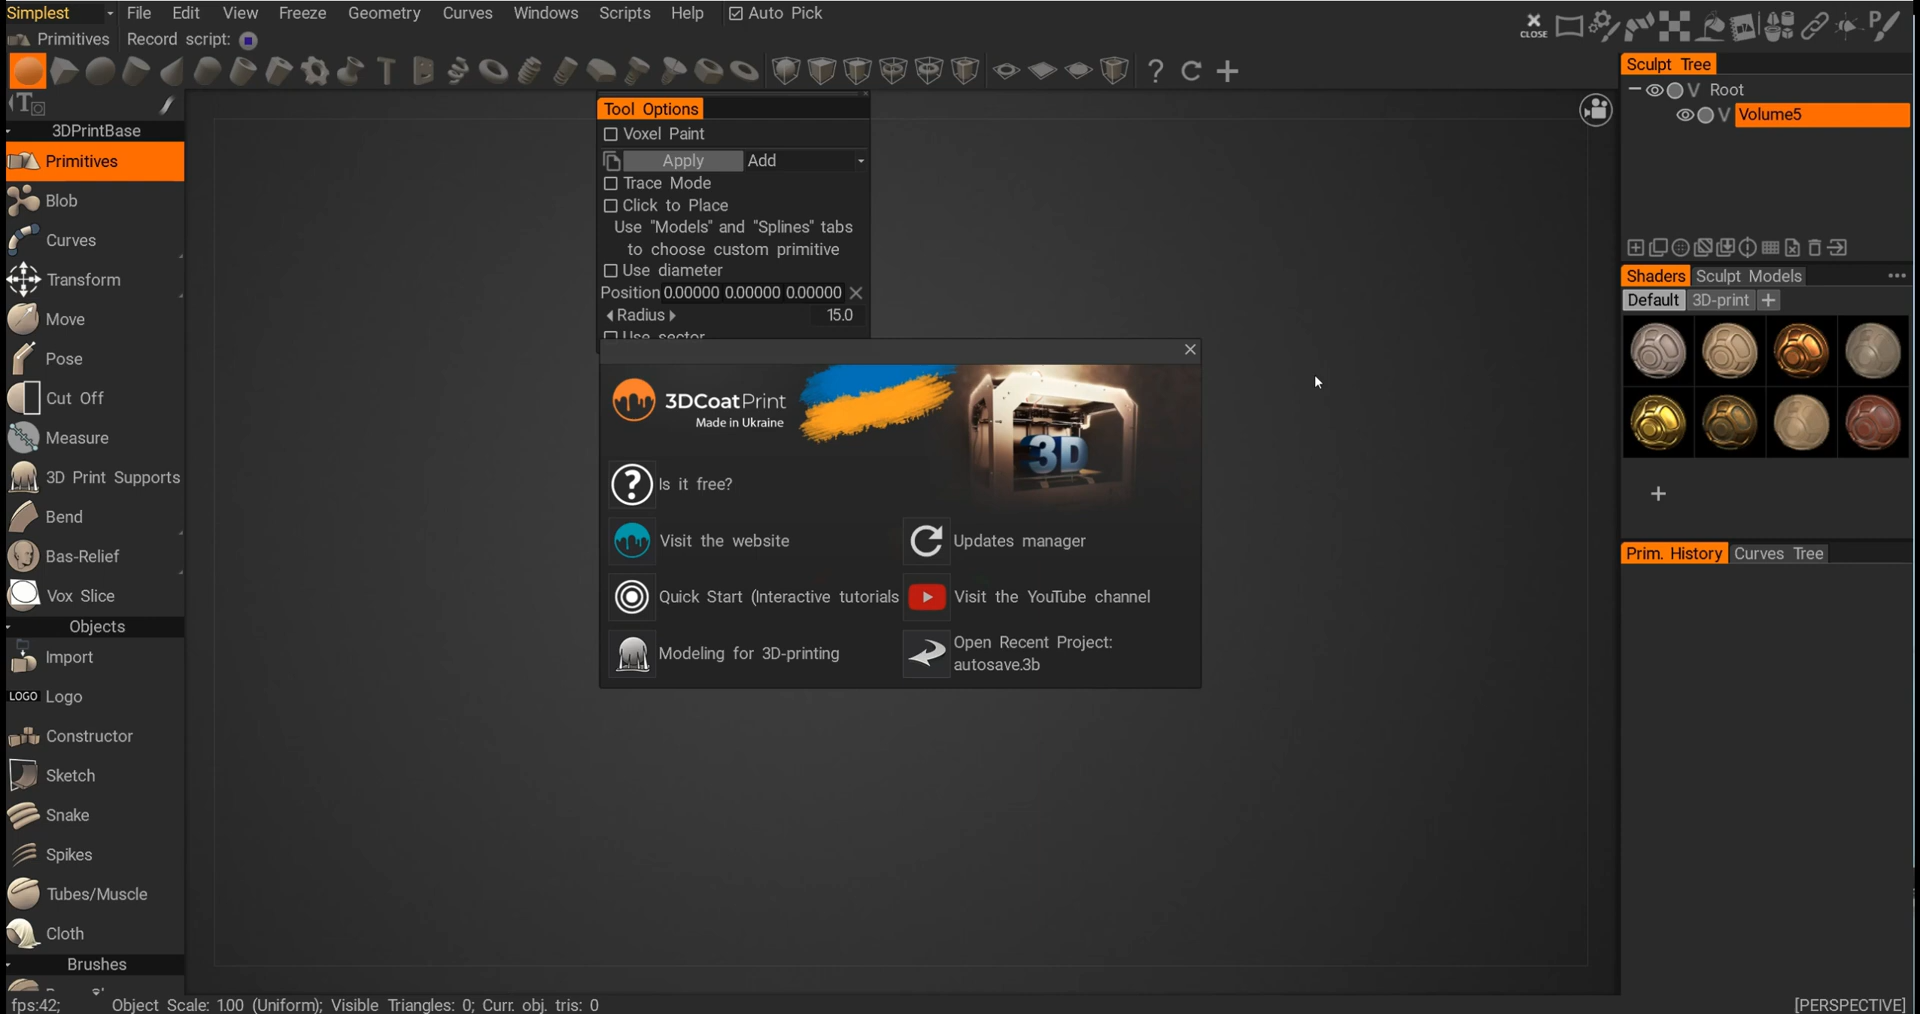 Simplest File Edit View Freeze Geometry Curves Windows Scripts Help Auto Pick
CLOSE
Primitives Record script:
Sculpt Tree
Root
Volume5
3DPrintBase
Primitives
Blob
Curves
Transform
Move
Pose
Cut Off
Measure
3D Print Supports
Bend
Bas-Relief
Vox Slice
Objects
Import
LOGO Logo
Constructor
Sketch
Snake
Spikes
Tubes/Muscle
Cloth
Brushes
Tool Options
Voxel Paint
Apply Add
Trace Mode
Click to Place
Use "Models" and "Splines" tabs
to choose custom primitive
Use diameter
Position 0.00000 0.00000 0.00000
Radius 15.0
Use sector
3DCoatPrint
Made in Ukraine
3D
Is it free?
Visit the website
Updates manager
Quick Start (Interactive tutorials
Visit the YouTube channel
Modeling for 3D-printing
Open Recent Project:
autosave.3b
Shaders Sculpt Models
Default 3D-print
Prim. History Curves Tree
fps:42; Object Scale: 1.00 (Uniform); Visible Triangles: 0; Curr. obj. tris: 0
[PERSPECTIVE]